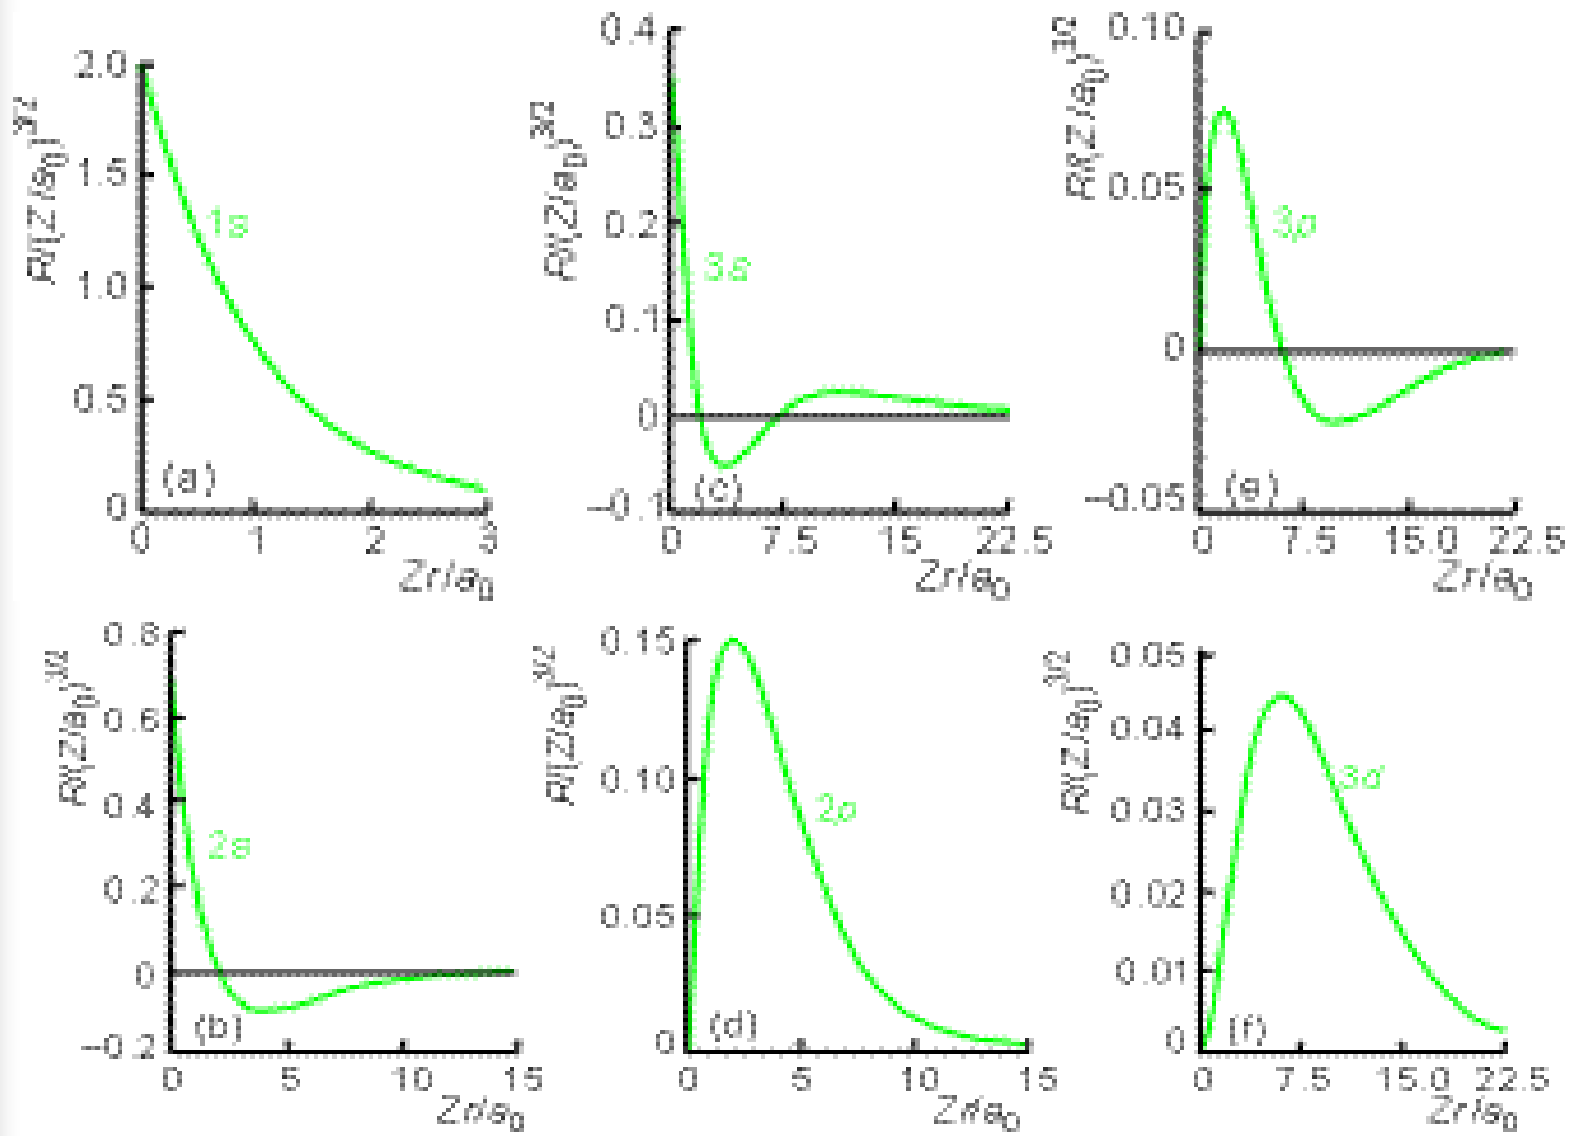 R/(Z/a0)3/2
2.0
1.5
1.0
0.5
0
1s
(a)
0 1 2 3
Zr/a0
R/(Z/a0)3/2
0.4
0.3
0.2
0.1
0
–0.1
3s
(c)
0 7.5 15 22.5
Zr/a0
R/(Z/a0)3/2
0.10
0.05
0
–0.05
3p
(e)
0 7.5 15.0 22.5
Zr/a0
R/(Z/a0)3/2
0.8
0.6
0.4
0.2
0
–0.2
2s
(b)
0 5 10 15
Zr/a0
R/(Z/a0)3/2
0.15
0.10
0.05
0
2p
(d)
0 5 10 15
Zr/a0
R/(Z/a0)3/2
0.05
0.04
0.03
0.02
0.01
0
3d
(f)
0 7.5 15.0 22.5
Zr/a0